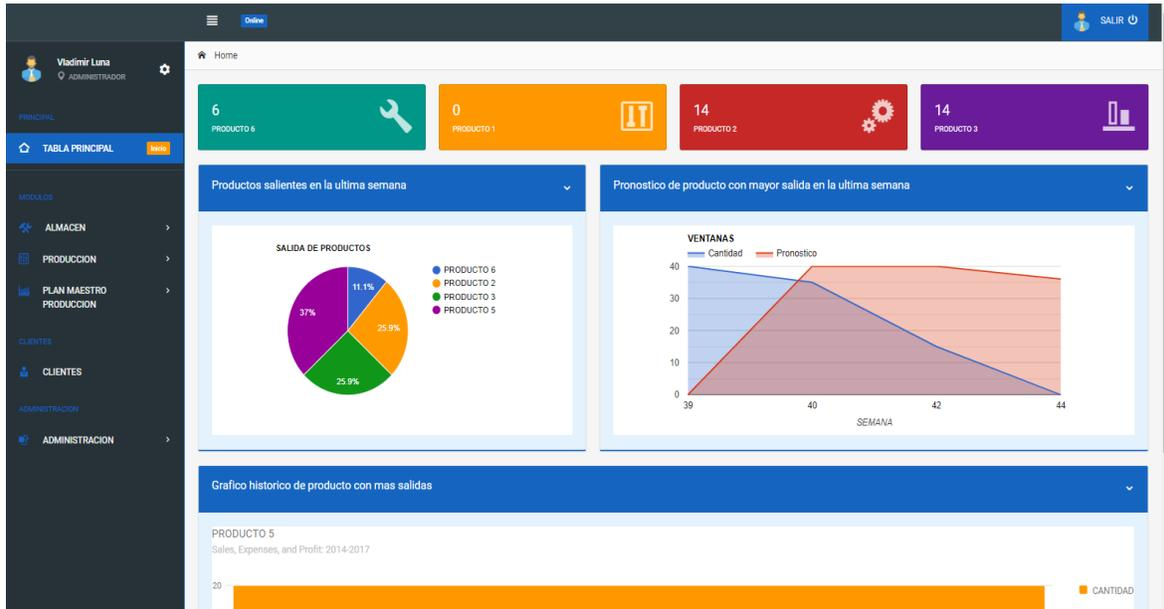 Online
SALIR
Vladimir Luna
ADMINISTRADOR
PRINCIPAL
TABLA PRINCIPAL Inicio
MODULOS
ALMACEN
PRODUCCION
PLAN MAESTRO
PRODUCCION
CLIENTES
CLIENTES
ADMINISTRACION
ADMINISTRACION
Home
6
PRODUCTO 6
0
PRODUCTO 1
14
PRODUCTO 2
14
PRODUCTO 3
Productos salientes en la ultima semana
SALIDA DE PRODUCTOS
11.1%
25.9%
25.9%
37%
PRODUCTO 6
PRODUCTO 2
PRODUCTO 3
PRODUCTO 5
Pronostico de producto con mayor salida en la ultima semana
VENTANAS
Cantidad Pronostico
40
30
20
10
0
39 40 42 44
SEMANA
Grafico historico de producto con mas salidas
PRODUCTO 5
Sales, Expenses, and Profit: 2014-2017
20
CANTIDAD